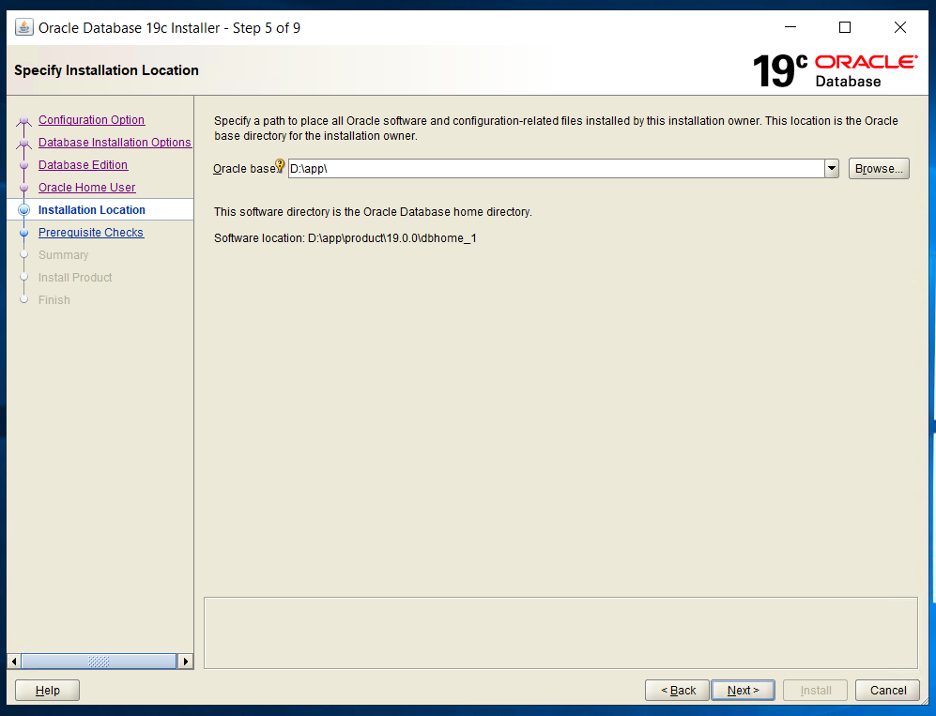 Oracle Database 19c Installer - Step 5 of 9
Specify Installation Location
19c ORACLE
Database
Configuration Option
Database Installation Options
Database Edition
Oracle Home User
Installation Location
Prerequisite Checks
Summary
Install Product
Finish
Specify a path to place all Oracle software and configuration-related files installed by this installation owner. This location is the Oracle
base directory for the installation owner.
Oracle base: D:\app\ Browse...
This software directory is the Oracle Database home directory.
Software location: D:\app\product\19.0.0\dbhome_1
Help < Back Next > Install Cancel